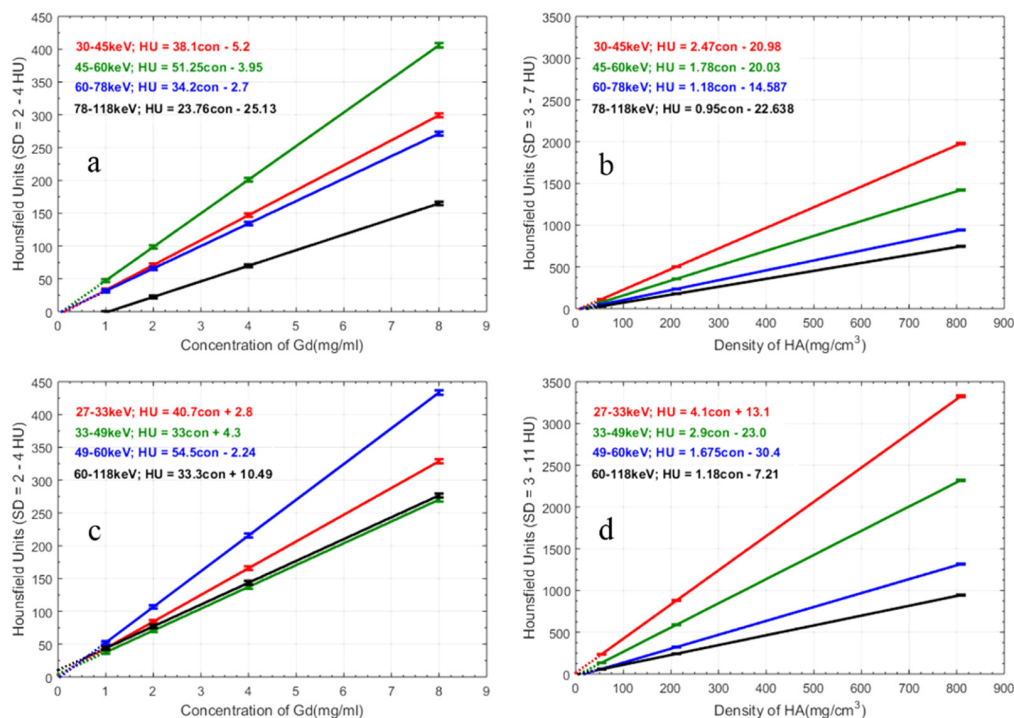 a
30-45keV; HU = 38.1con - 5.2
45-60keV; HU = 51.25con - 3.95
60-78keV; HU = 34.2con - 2.7
78-118keV; HU = 23.76con - 25.13
Hounsfield Units (SD = 2 - 4 HU)
450
400
350
300
250
200
150
100
50
0
0 1 2 3 4 5 6 7 8 9
Concentration of Gd(mg/ml)
b
30-45keV; HU = 2.47con - 20.98
45-60keV; HU = 1.78con - 20.03
60-78keV; HU = 1.18con - 14.587
78-118keV; HU = 0.95con - 22.638
Hounsfield Units (SD = 3 - 7 HU)
3500
3000
2500
2000
1500
1000
500
0
0 100 200 300 400 500 600 700 800 900
Density of HA(mg/cm³)
c
27-33keV; HU = 40.7con + 2.8
33-49keV; HU = 33con + 4.3
49-60keV; HU = 54.5con - 2.24
60-118keV; HU = 33.3con + 10.49
Hounsfield Units (SD = 2 - 4 HU)
450
400
350
300
250
200
150
100
50
0
0 1 2 3 4 5 6 7 8 9
Concentration of Gd(mg/ml)
d
27-33keV; HU = 4.1con + 13.1
33-49keV; HU = 2.9con - 23.0
49-60keV; HU = 1.675con - 30.4
60-118keV; HU = 1.18con - 7.21
Hounsfield Units (SD = 3 - 11 HU)
3500
3000
2500
2000
1500
1000
500
0
0 100 200 300 400 500 600 700 800 900
Density of HA(mg/cm³)